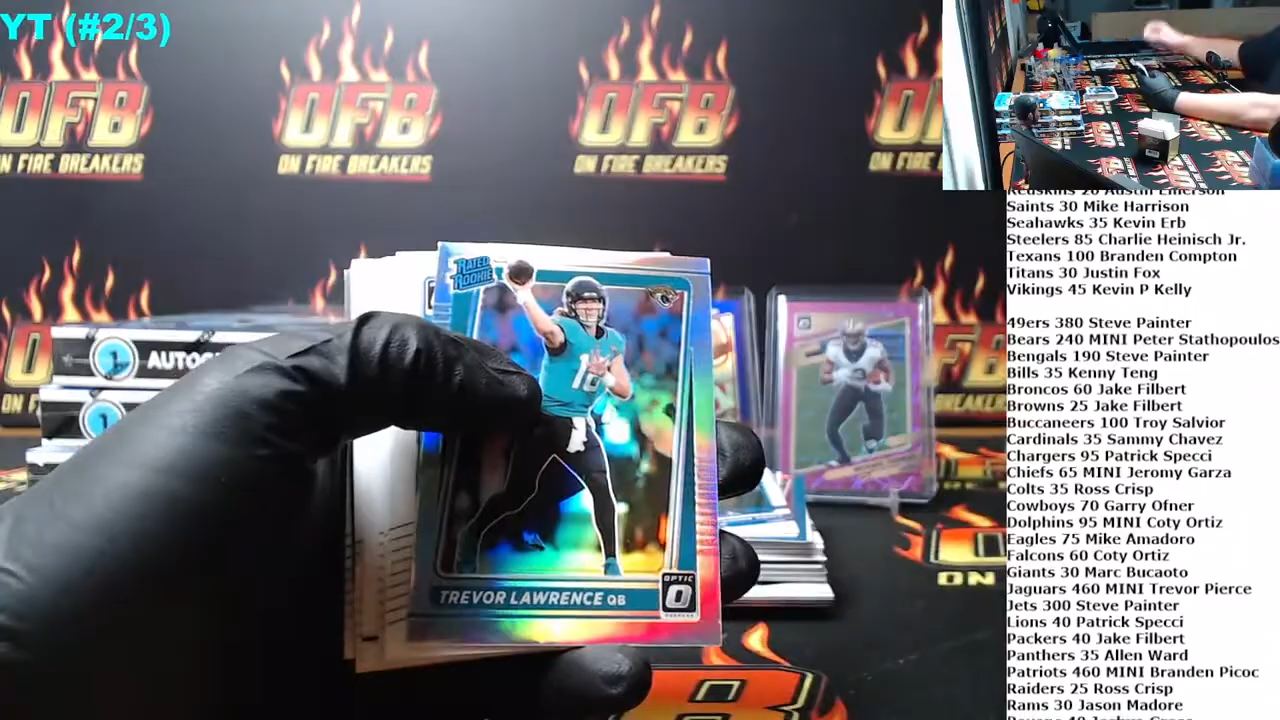 YT (#2/3)
OFB
ON FIRE BREAKERS
OFB
ON FIRE BREAKERS
OFB
ON FIRE BREAKERS
ON FIRE
RATED
ROOKIE
AUTOG
1
1
TREVOR LAWRENCE QB
OPTIC
ON
Saints 30 Mike Harrison
Seahawks 35 Kevin Erb
Steelers 85 Charlie Heinisch Jr.
Texans 100 Branden Compton
Titans 30 Justin Fox
Vikings 45 Kevin P Kelly
49ers 380 Steve Painter
Bears 240 MINI Peter Stathopoulos
Bengals 190 Steve Painter
Bills 35 Kenny Teng
Broncos 60 Jake Filbert
Browns 25 Jake Filbert
Buccaneers 100 Troy Salvior
Cardinals 35 Sammy Chavez
Chargers 95 Patrick Specci
Chiefs 65 MINI Jeromy Garza
Colts 35 Ross Crisp
Cowboys 70 Garry Ofner
Dolphins 95 MINI Coty Ortiz
Eagles 75 Mike Amadoro
Falcons 60 Coty Ortiz
Giants 30 Marc Bucaoto
Jaguars 460 MINI Trevor Pierce
Jets 300 Steve Painter
Lions 40 Patrick Specci
Packers 40 Jake Filbert
Panthers 35 Allen Ward
Patriots 460 MINI Branden Picoc
Raiders 25 Ross Crisp
Rams 30 Jason Madore